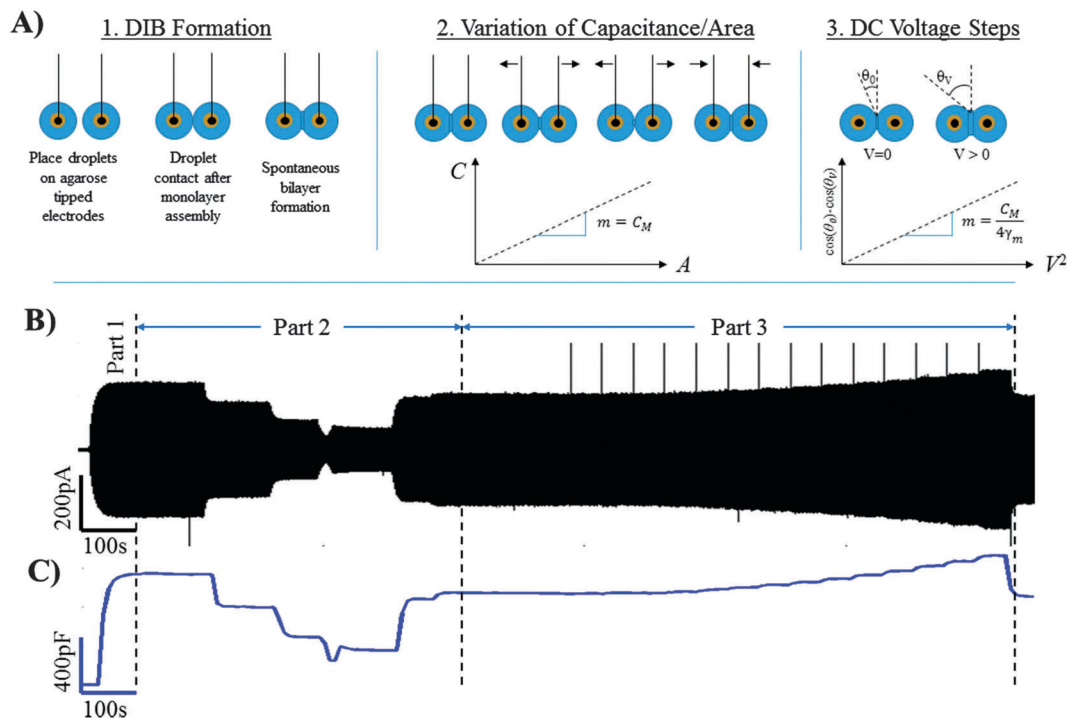 A)
1. DIB Formation
2. Variation of Capacitance/Area
3. DC Voltage Steps
Place droplets
on agarose
tipped
electrodes
Droplet
contact after
monolayer
assembly
Spontaneous
bilayer
formation
C
m = C_M
A
θ₀
θV
V=0
V > 0
cos(θ₀)-cos(θV)
m = C_M/4γ_m
V²
B)
Part 1
Part 2
Part 3
200pA
100s
C)
400pF
100s